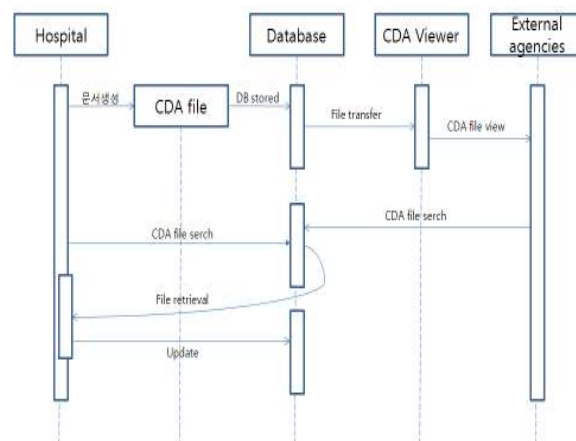 Hospital
Database
CDA Viewer
External
agencies
문서생성
CDA file
DB stored
File transfer
CDA file view
CDA file serch
CDA file serch
File retrieval
Update